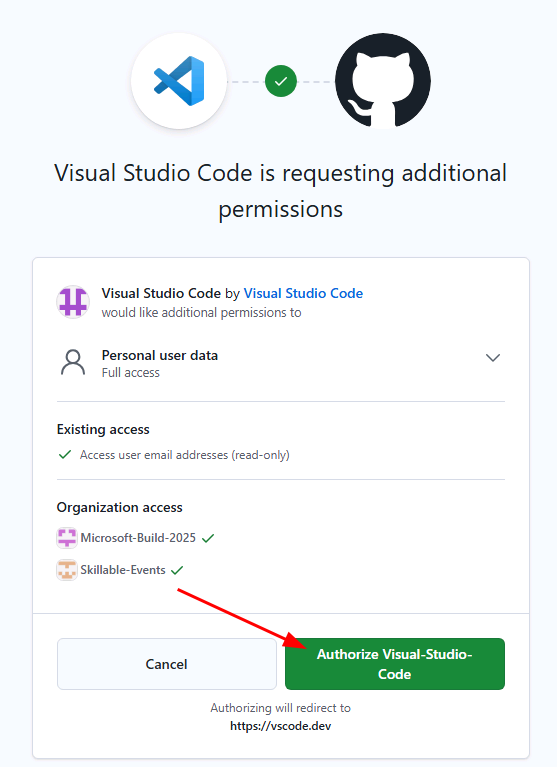 Visual Studio Code is requesting additional
permissions
Visual Studio Code by Visual Studio Code
would like additional permissions to
Personal user data
Full access
Existing access
Access user email addresses (read-only)
Organization access
Microsoft-Build-2025
Skillable-Events
Cancel
Authorize Visual-Studio-
Code
Authorizing will redirect to
https://vscode.dev